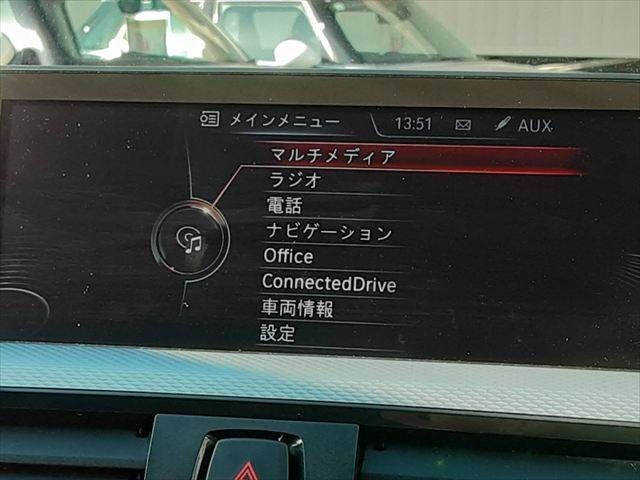 メインメニュー 13:51 AUX
マルチメディア
ラジオ
電話
ナビゲーション
Office
ConnectedDrive
車両情報
設定